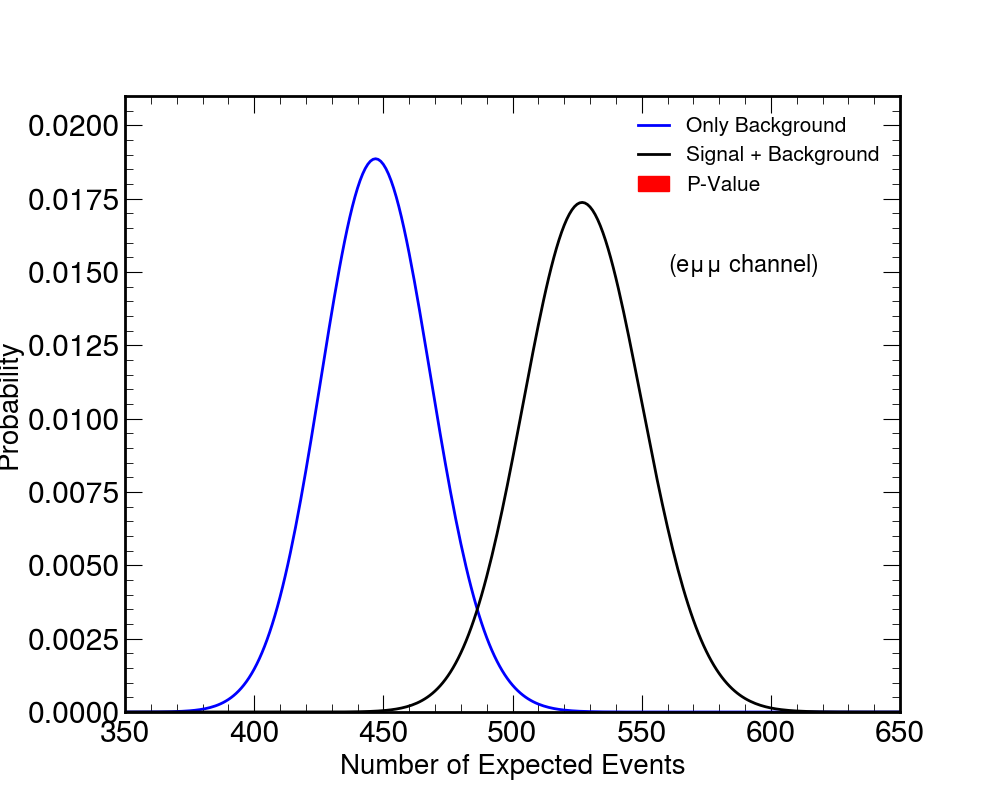 0.0200
0.0175
0.0150
0.0125
0.0100
0.0075
0.0050
0.0025
0.0000
Probability
Only Background
Signal + Background
P-Value
(eμμ channel)
350 400 450 500 550 600 650
Number of Expected Events